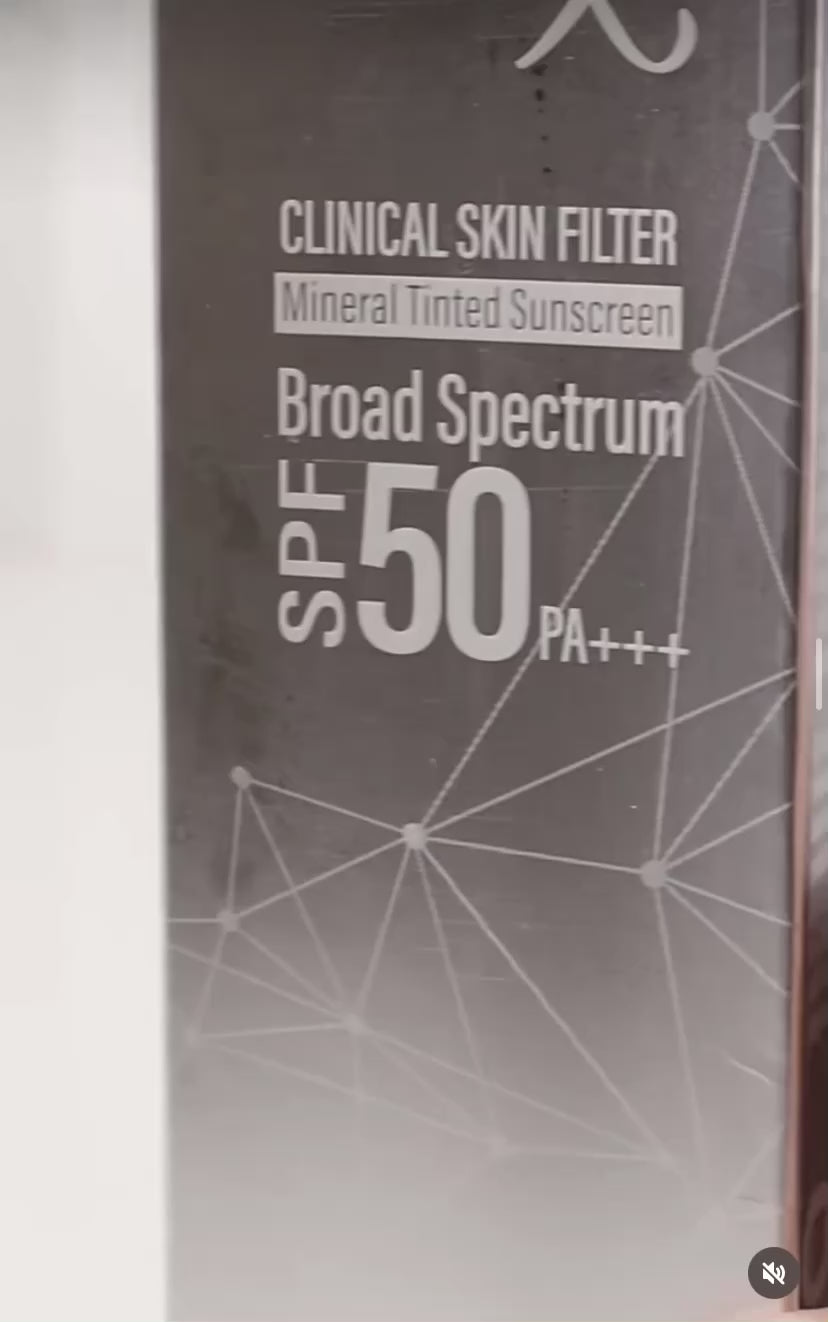 CLINICAL SKIN FILTER
Mineral Tinted Sunscreen
Broad Spectrum
SPF 50 PA+++